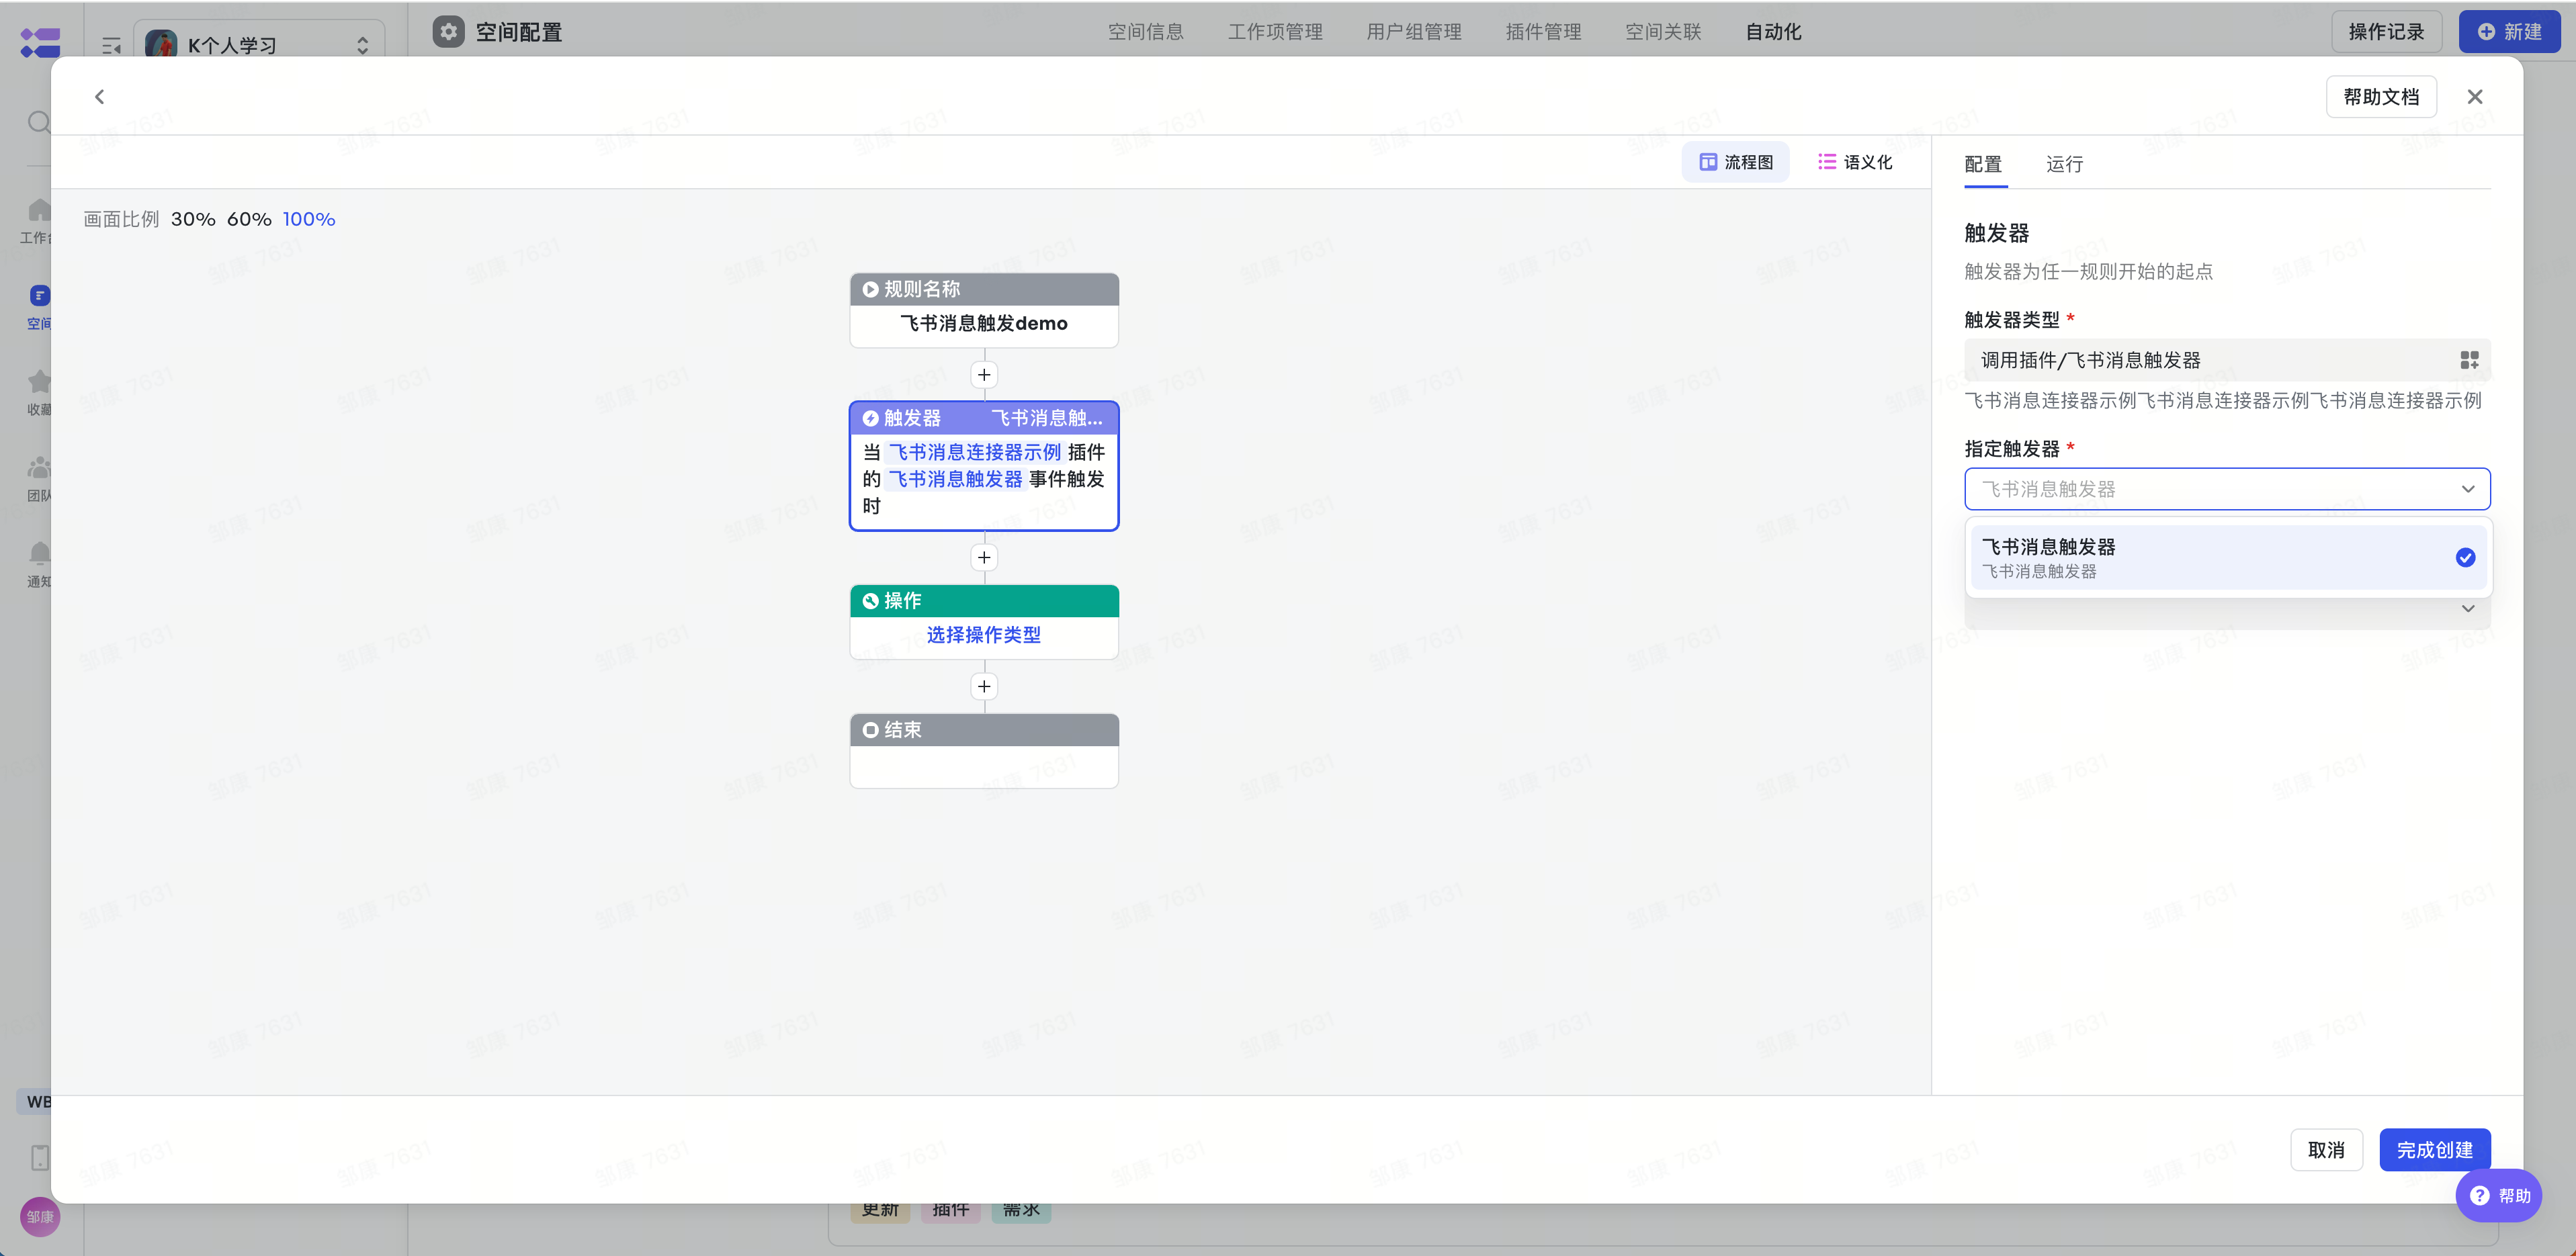 K个人学习
空间配置
空间信息
工作项管理
用户组管理
插件管理
空间关联
自动化
操作记录
新建
帮助文档
流程图
语义化
配置
运行
画面比例 30% 60% 100%
规则名称
飞书消息触发demo
触发器 飞书消息触...
当 飞书消息连接器示例 插件
的 飞书消息触发器 事件触发
时
操作
选择操作类型
结束
触发器
触发器为任一规则开始的起点
触发器类型 *
调用插件/飞书消息触发器
飞书消息连接器示例飞书消息连接器示例飞书消息连接器示例
指定触发器 *
飞书消息触发器
飞书消息触发器
飞书消息触发器
工作台
空间
收藏
团队
通知
WB
邹康
取消
完成创建
帮助
更新
插件
需求
邹康 7631